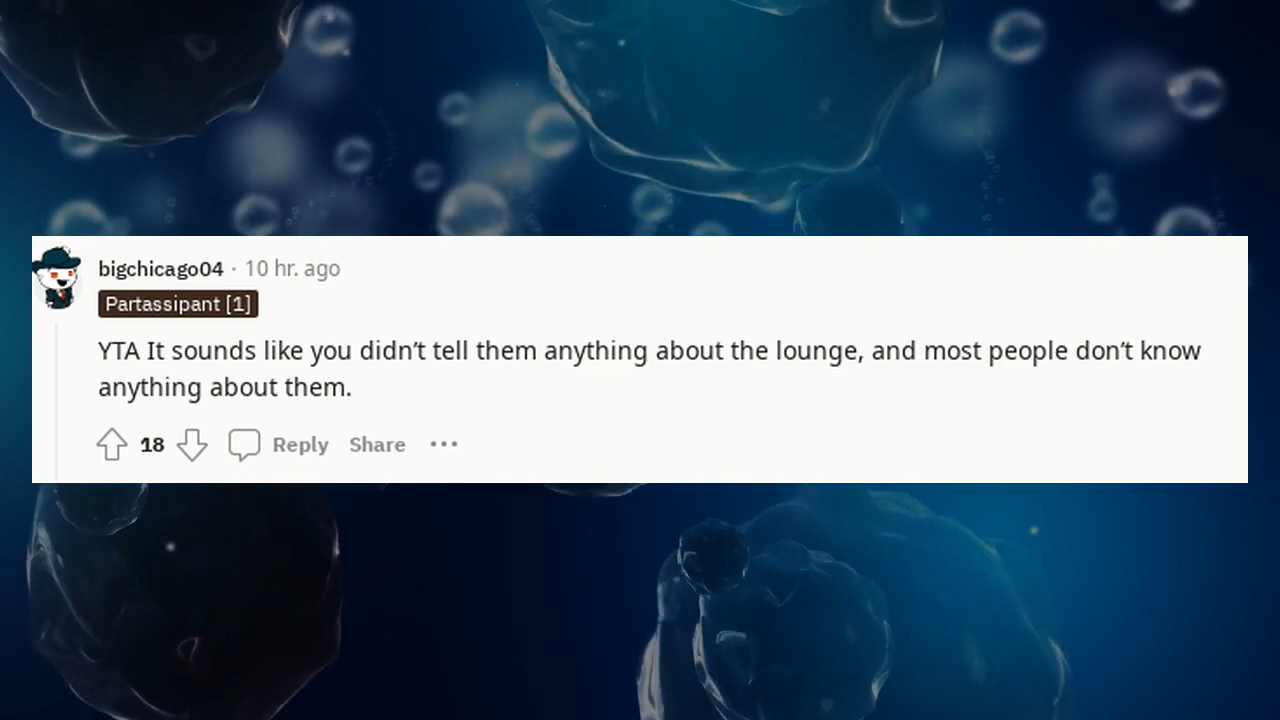 bigchicago04 · 10 hr. ago
Partassipant [1]
YTA It sounds like you didn’t tell them anything about the lounge, and most people don’t know
anything about them.
18 Reply Share •••